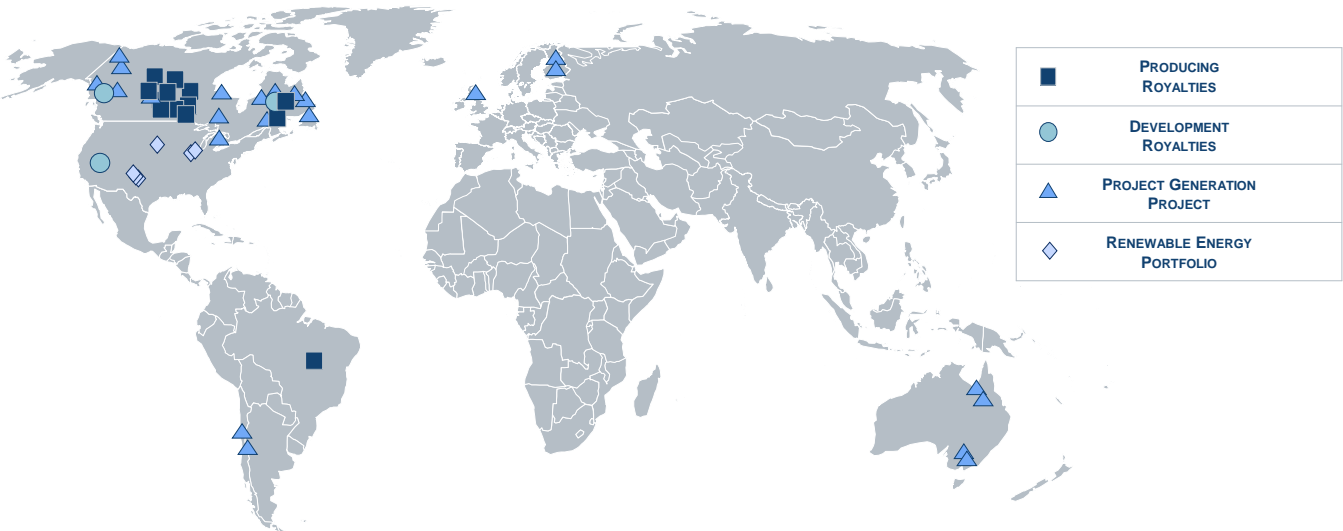 PRODUCING
ROYALTIES
DEVELOPMENT
ROYALTIES
PROJECT GENERATION
PROJECT
RENEWABLE ENERGY
PORTFOLIO